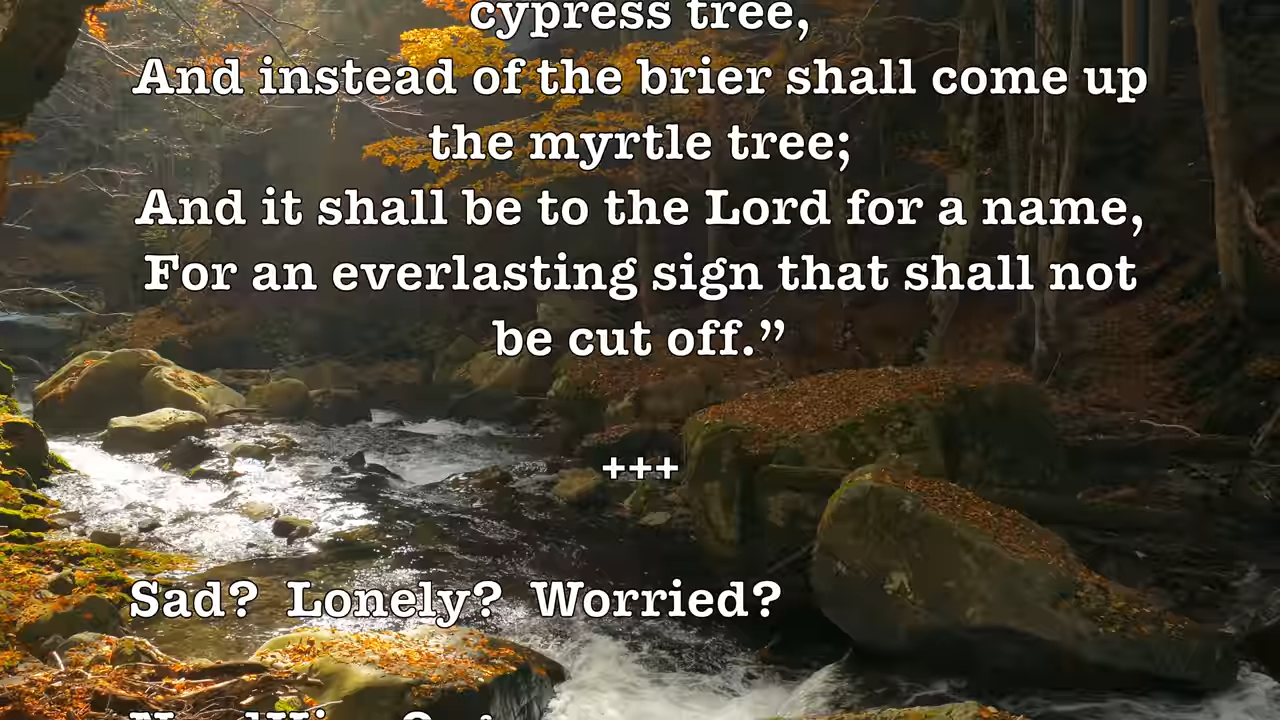 cypress tree,
And instead of the brier shall come up
the myrtle tree;
And it shall be to the Lord for a name,
For an everlasting sign that shall not
be cut off.”
+++
Sad?  Lonely?  Worried?